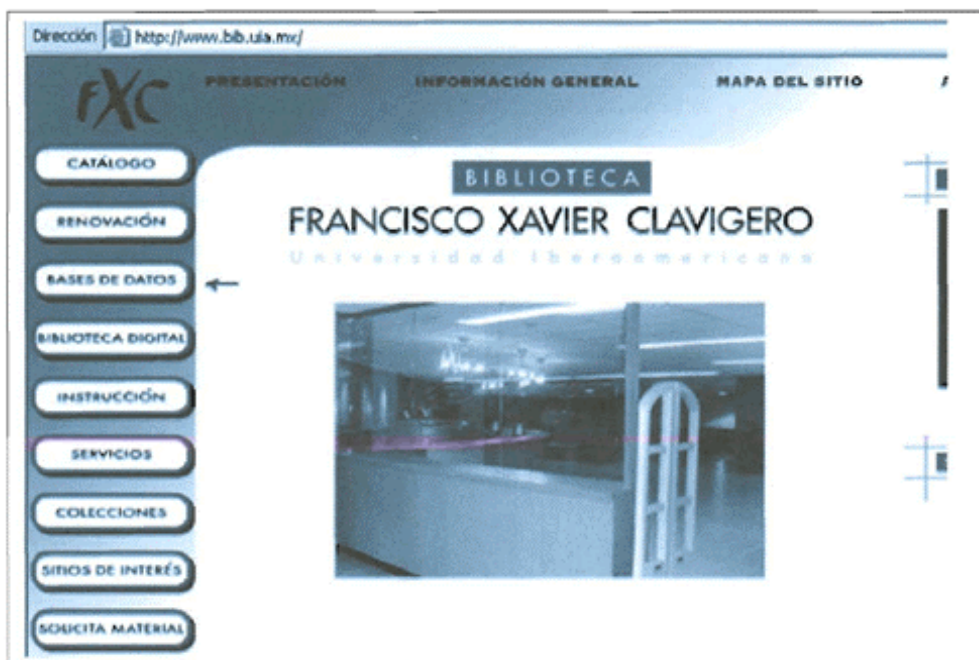 Dirección http://www.bib.uia.mx/
fXC
PRESENTACIÓN INFORMACIÓN GENERAL MAPA DEL SITIO
CATÁLOGO
BIBLIOTECA
RENOVACIÓN
FRANCISCO XAVIER CLAVIGERO
Universidad Iberoamericana
BASES DE DATOS
BIBLIOTECA DIGITAL
INSTRUCCIÓN
SERVICIOS
COLECCIONES
SITIOS DE INTERÉS
SOLICITA MATERIAL